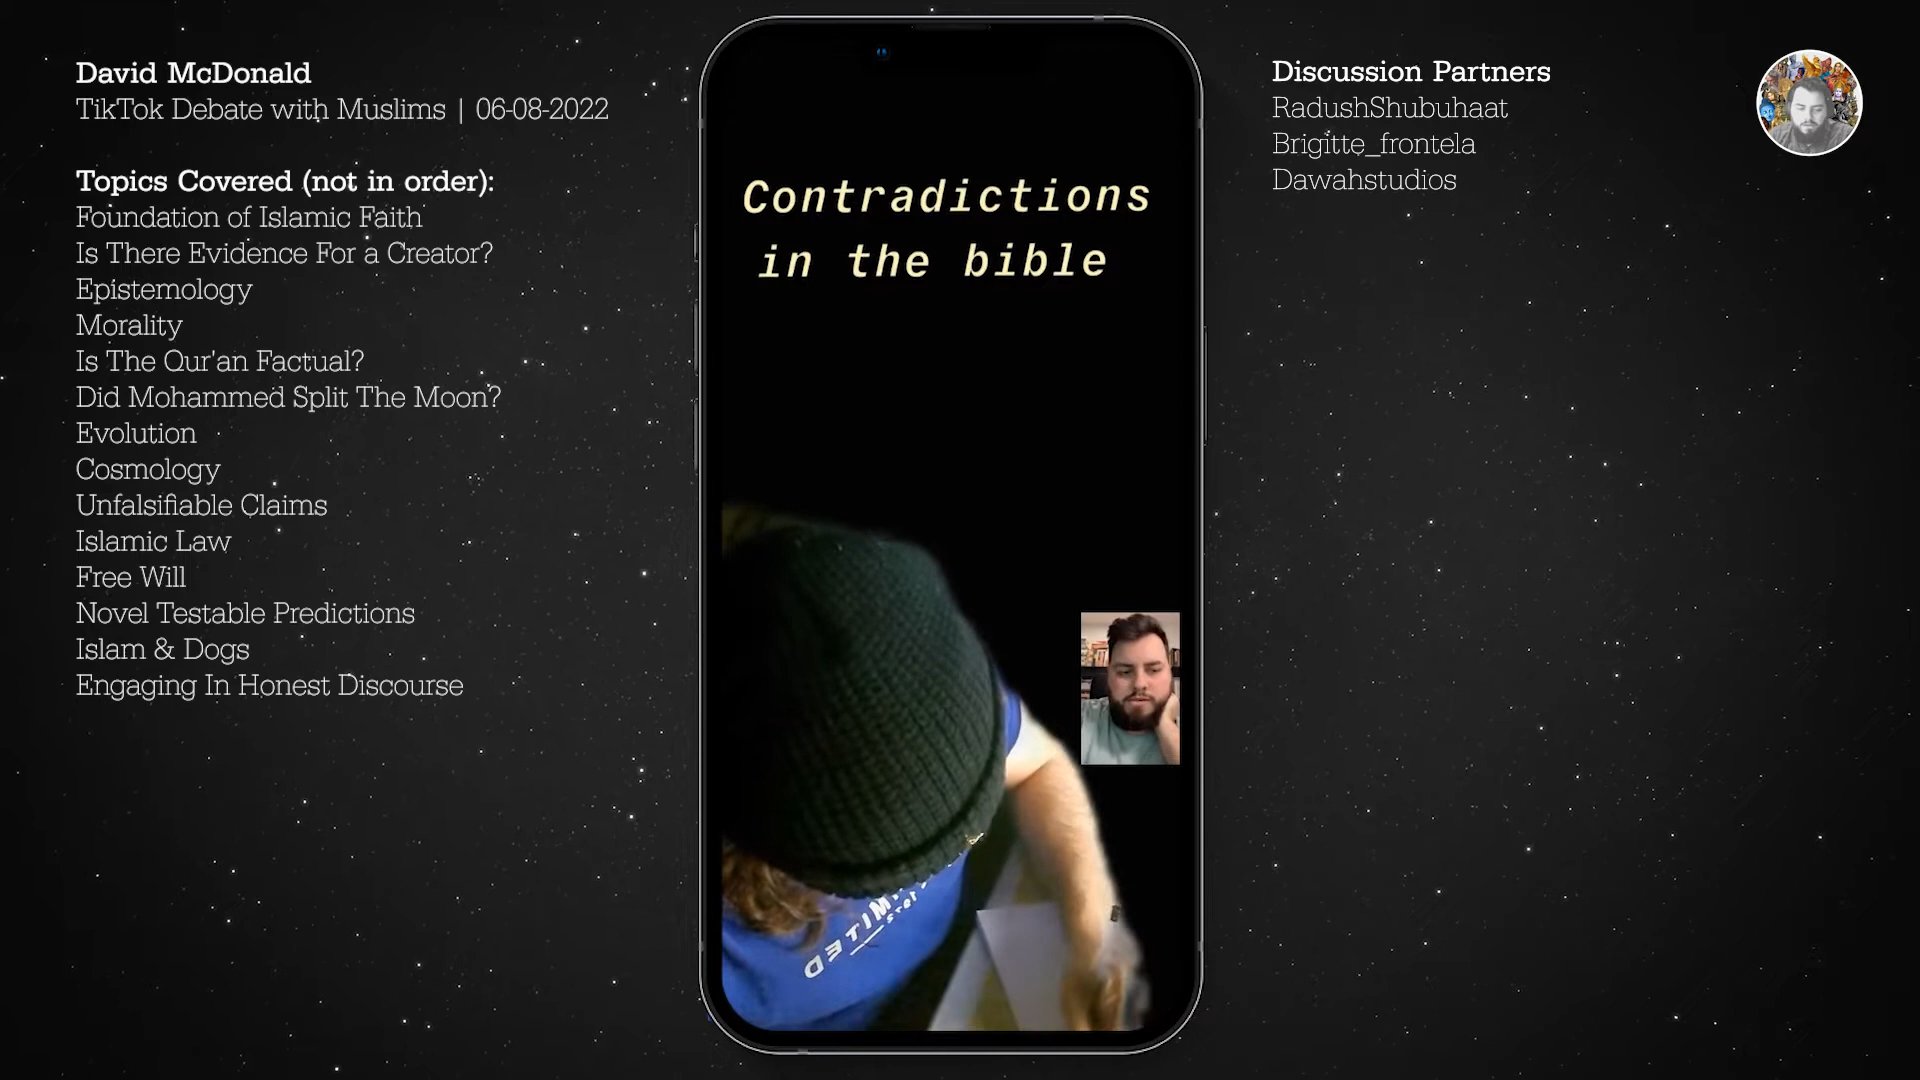 David McDonald
TikTok Debate with Muslims | 06-08-2022
Topics Covered (not in order):
Foundation of Islamic Faith
Is There Evidence For a Creator?
Epistemology
Morality
Is The Qur'an Factual?
Did Mohammed Split The Moon?
Evolution
Cosmology
Unfalsifiable Claims
Islamic Law
Free Will
Novel Testable Predictions
Islam & Dogs
Engaging In Honest Discourse
Contradictions
in the bible
Discussion Partners
RadushShubuhaat
Brigitte_frontela
Dawahstudios